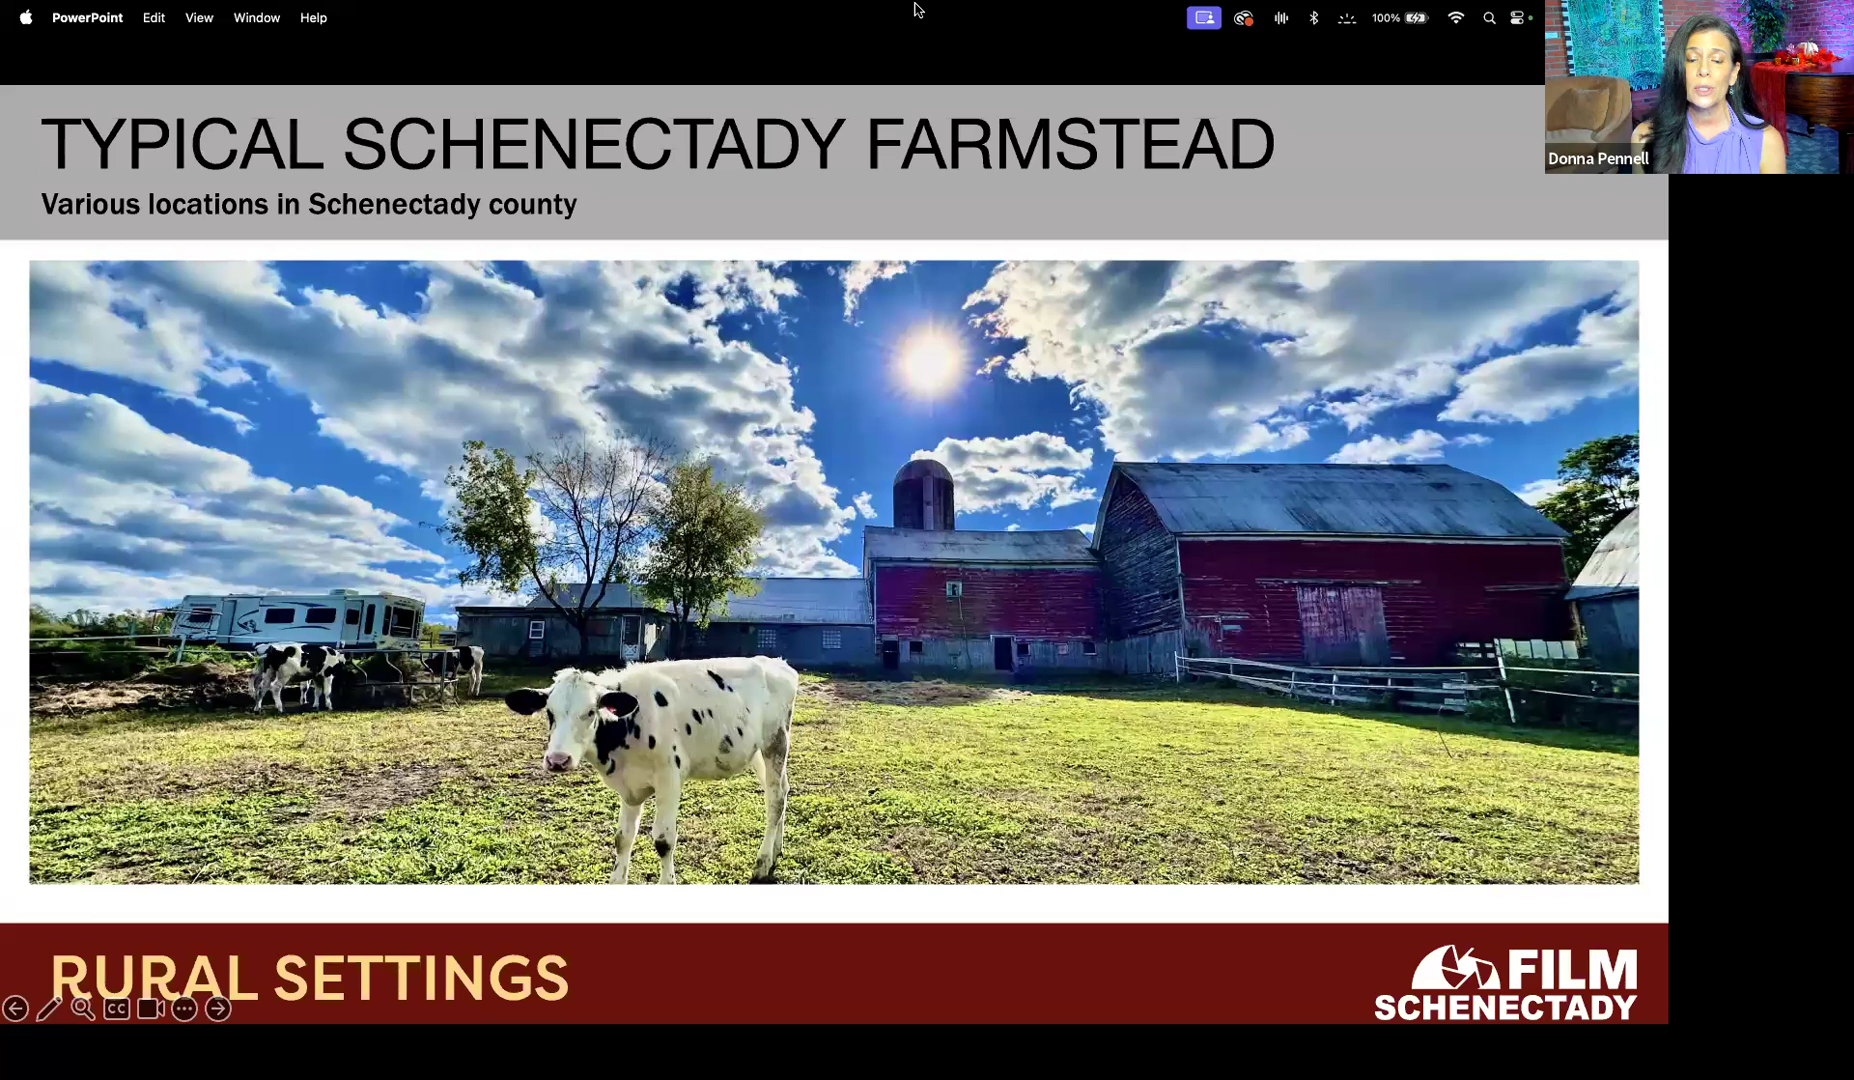 PowerPoint Edit View Window Help
100%
Donna Pennell
TYPICAL SCHENECTADY FARMSTEAD
Various locations in Schenectady county
RURAL SETTINGS
CC
FILM
SCHENECTADY